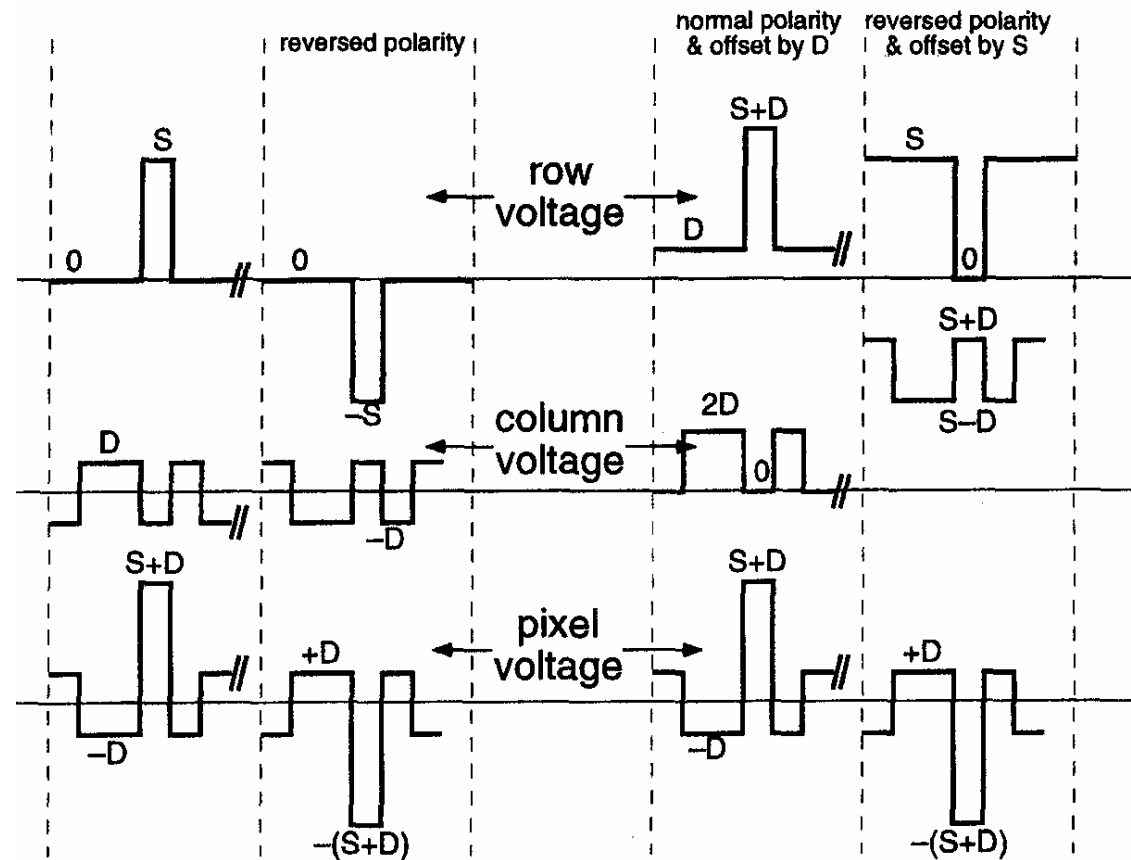 reversed polarity
normal polarity
& offset by D
reversed polarity
& offset by S
S
0
0
-S
row
voltage
S+D
D
S
0
D
-D
column
voltage
2D
0
S+D
S-D
S+D
-D
+D
-(S+D)
pixel
voltage
S+D
-D
+D
-(S+D)